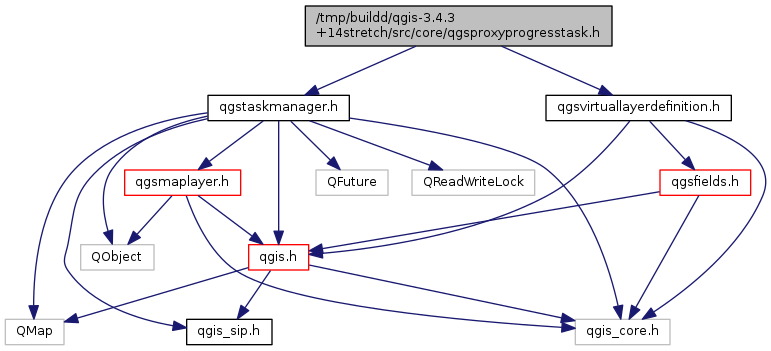 /tmp/buildd/qgis-3.4.3
+14stretch/src/core/qgsproxyprogresstask.h
qgstaskmanager.h
qgsvirtuallayerdefinition.h
qgsmaplayer.h
QFuture
QReadWriteLock
qgsfields.h
QObject
qgis.h
QMap
qgis_sip.h
qgis_core.h